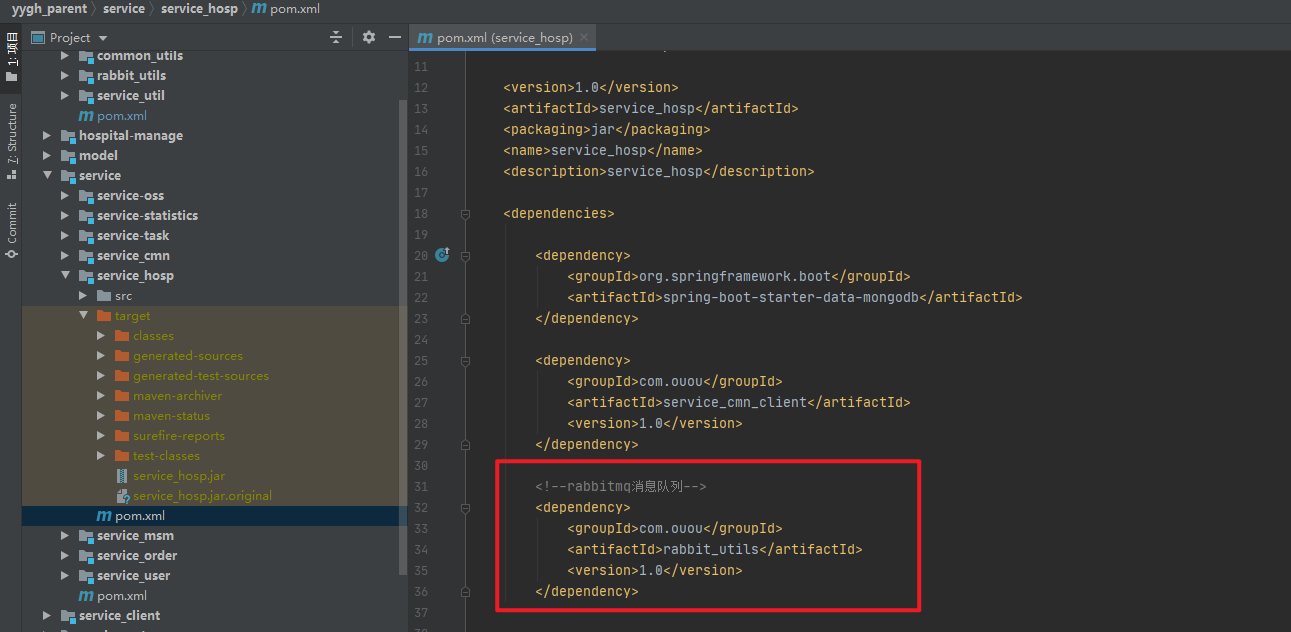 yygh_parent 〉 service 〉 service_hosp 〉 pom.xml
1: 项目
7: Structure
Commit
Project
common_utils
rabbit_utils
service_util
pom.xml
hospital-manage
model
service
service-oss
service-statistics
service-task
service_cmn
service_hosp
src
target
classes
generated-sources
generated-test-sources
maven-archiver
maven-status
surefire-reports
test-classes
service_hosp.jar
service_hosp.jar.original
pom.xml
service_msm
service_order
service_user
pom.xml
service_client
pom.xml (service_hosp)
11
12 <version>1.0</version>
13 <artifactId>service_hosp</artifactId>
14 <packaging>jar</packaging>
15 <name>service_hosp</name>
16 <description>service_hosp</description>
17
18 <dependencies>
19
20 <dependency>
21 <groupId>org.springframework.boot</groupId>
22 <artifactId>spring-boot-starter-data-mongodb</artifactId>
23 </dependency>
24
25 <dependency>
26 <groupId>com.ouou</groupId>
27 <artifactId>service_cmn_client</artifactId>
28 <version>1.0</version>
29 </dependency>
30
31 <!--rabbitmq消息队列-->
32 <dependency>
33 <groupId>com.ouou</groupId>
34 <artifactId>rabbit_utils</artifactId>
35 <version>1.0</version>
36 </dependency>
37